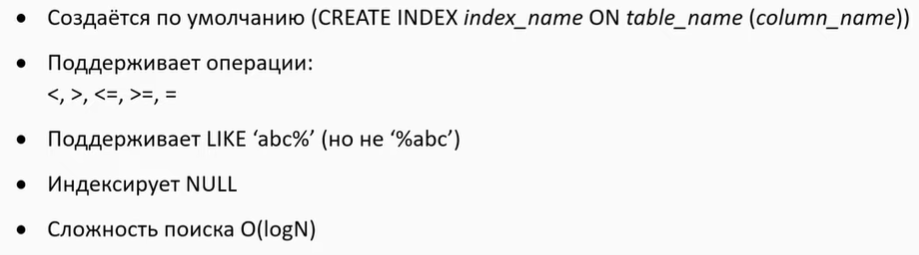 • Создаётся по умолчанию (CREATE INDEX index_name ON table_name (column_name))
• Поддерживает операции:
<, >, <=, >=, =
• Поддерживает LIKE ‘abc%’ (но не ‘%abc’)
• Индексирует NULL
• Сложность поиска O(logN)